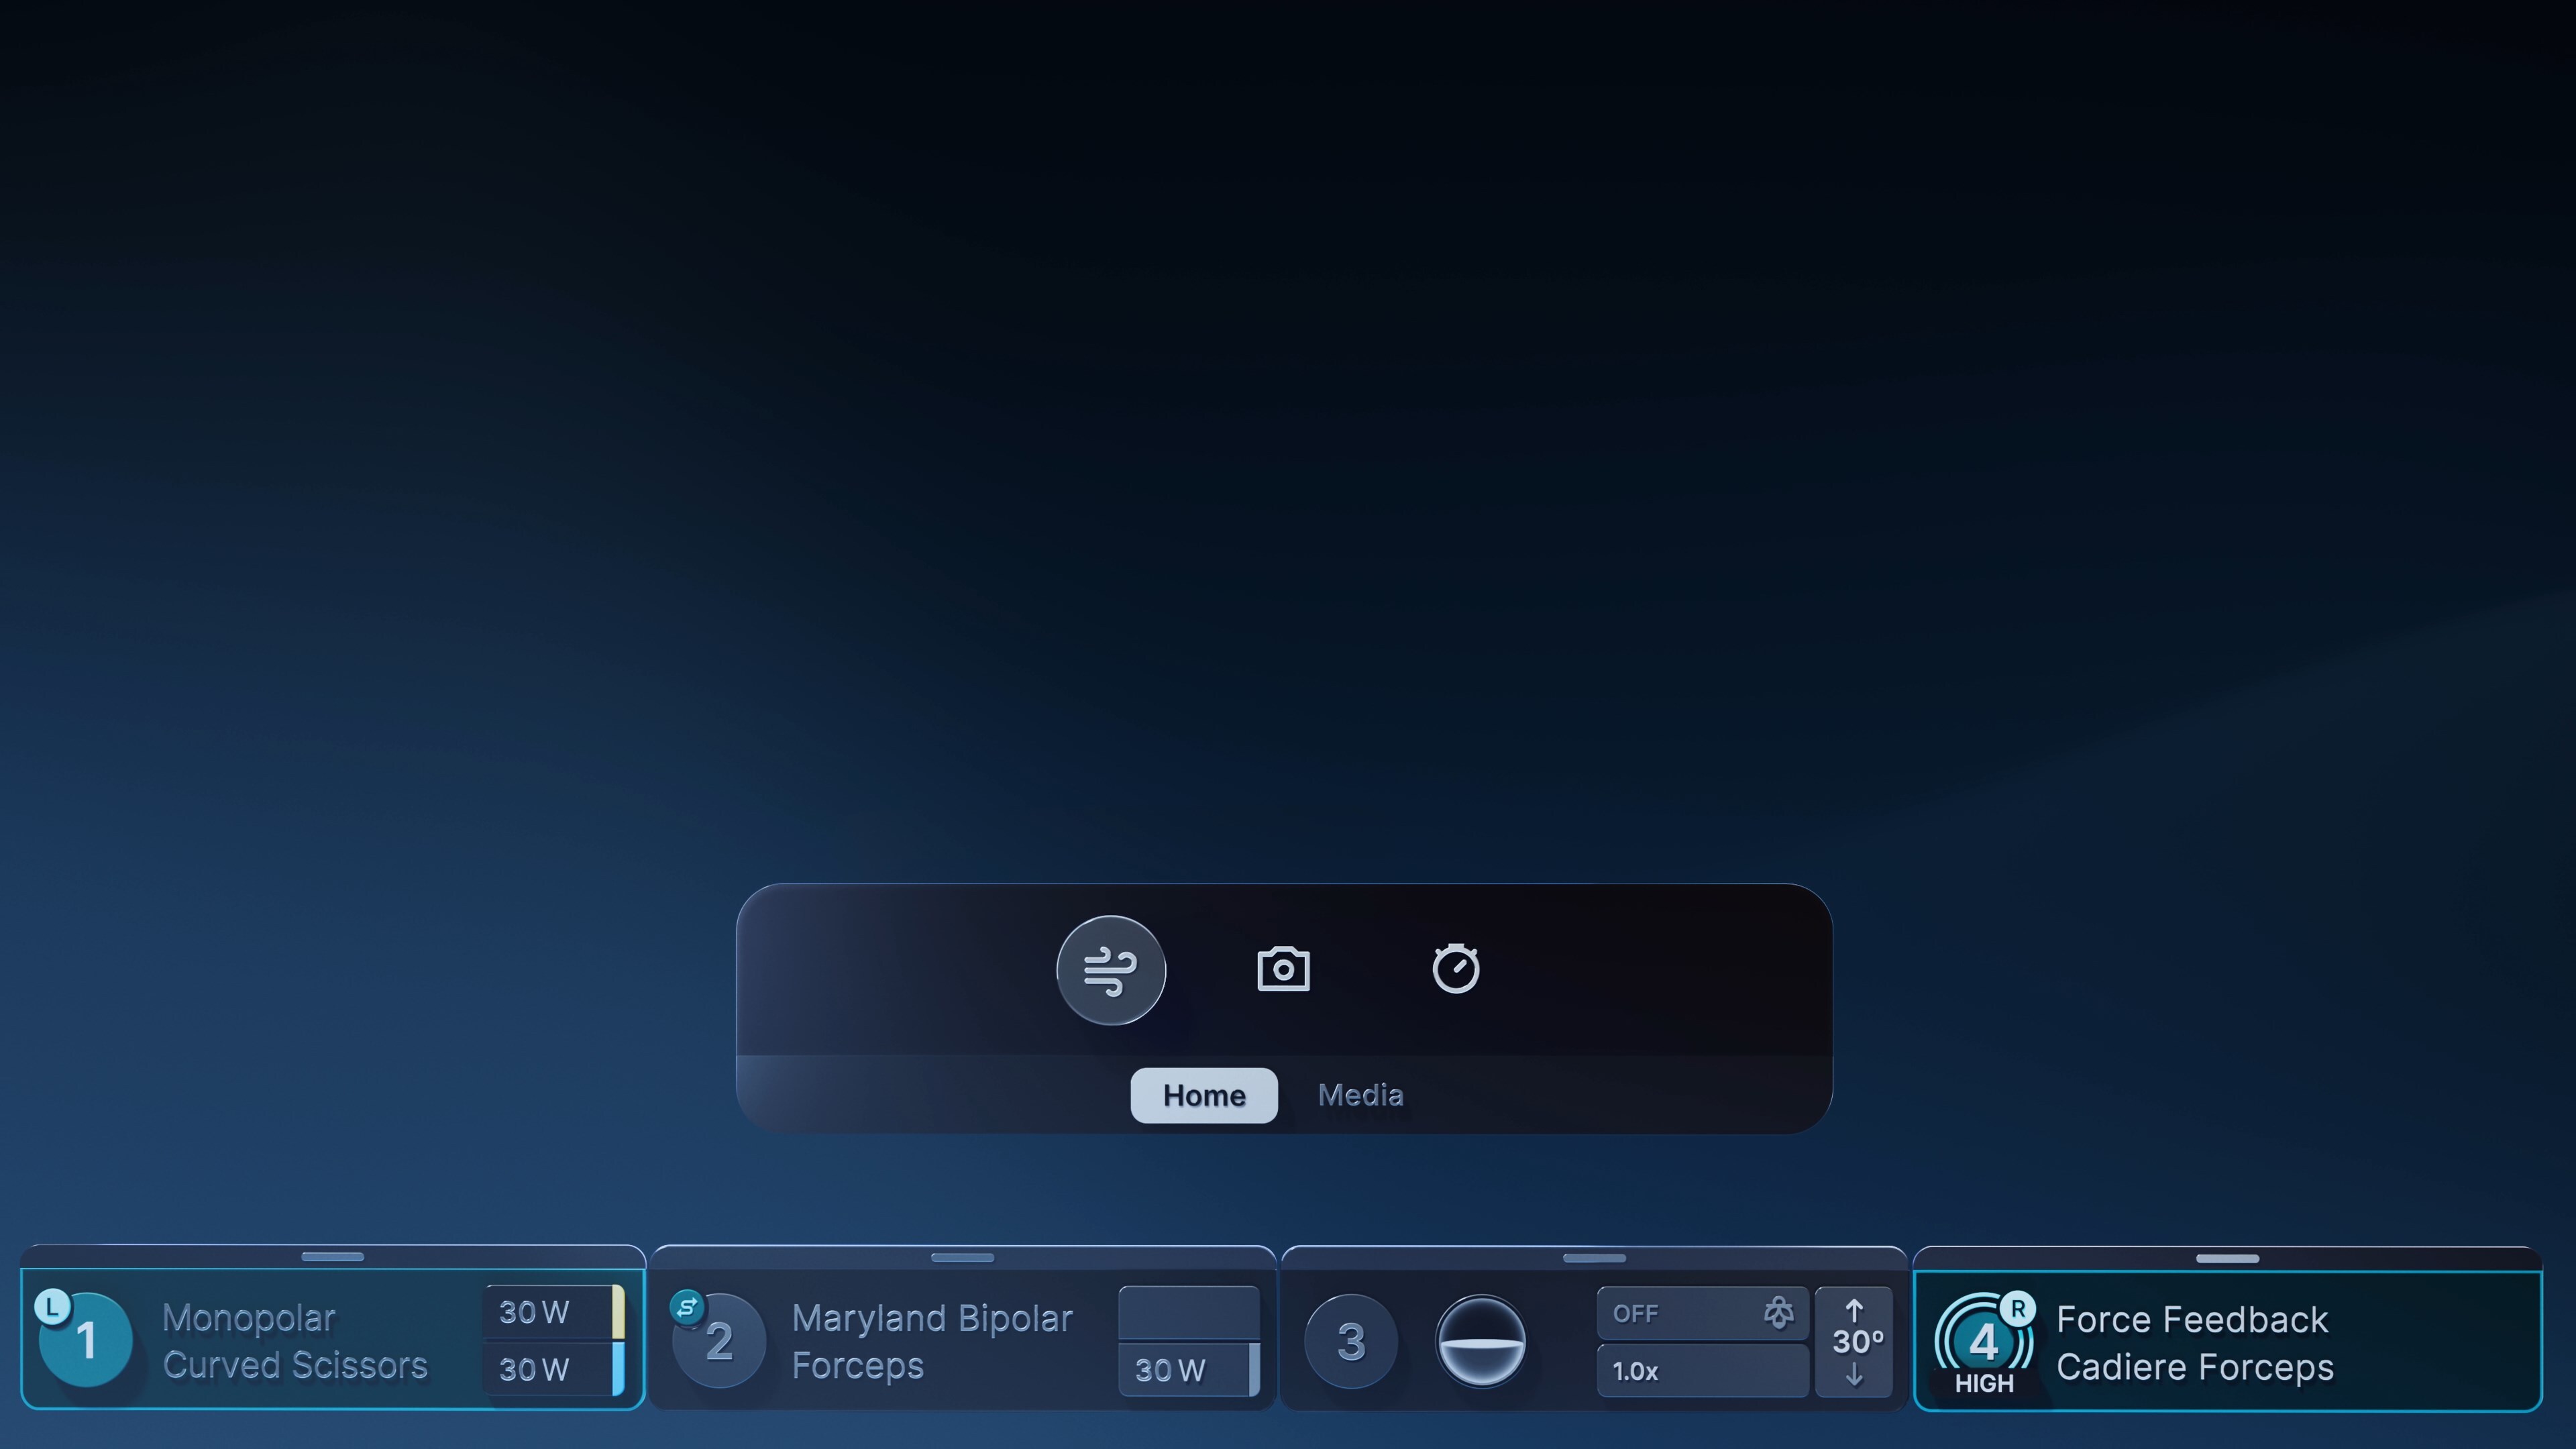 Home
Media
L
1
Monopolar
Curved Scissors
30 W
30 W
2
Maryland Bipolar
Forceps
30 W
3
OFF
1.0x
30º
4
R
HIGH
Force Feedback
Cadiere Forceps